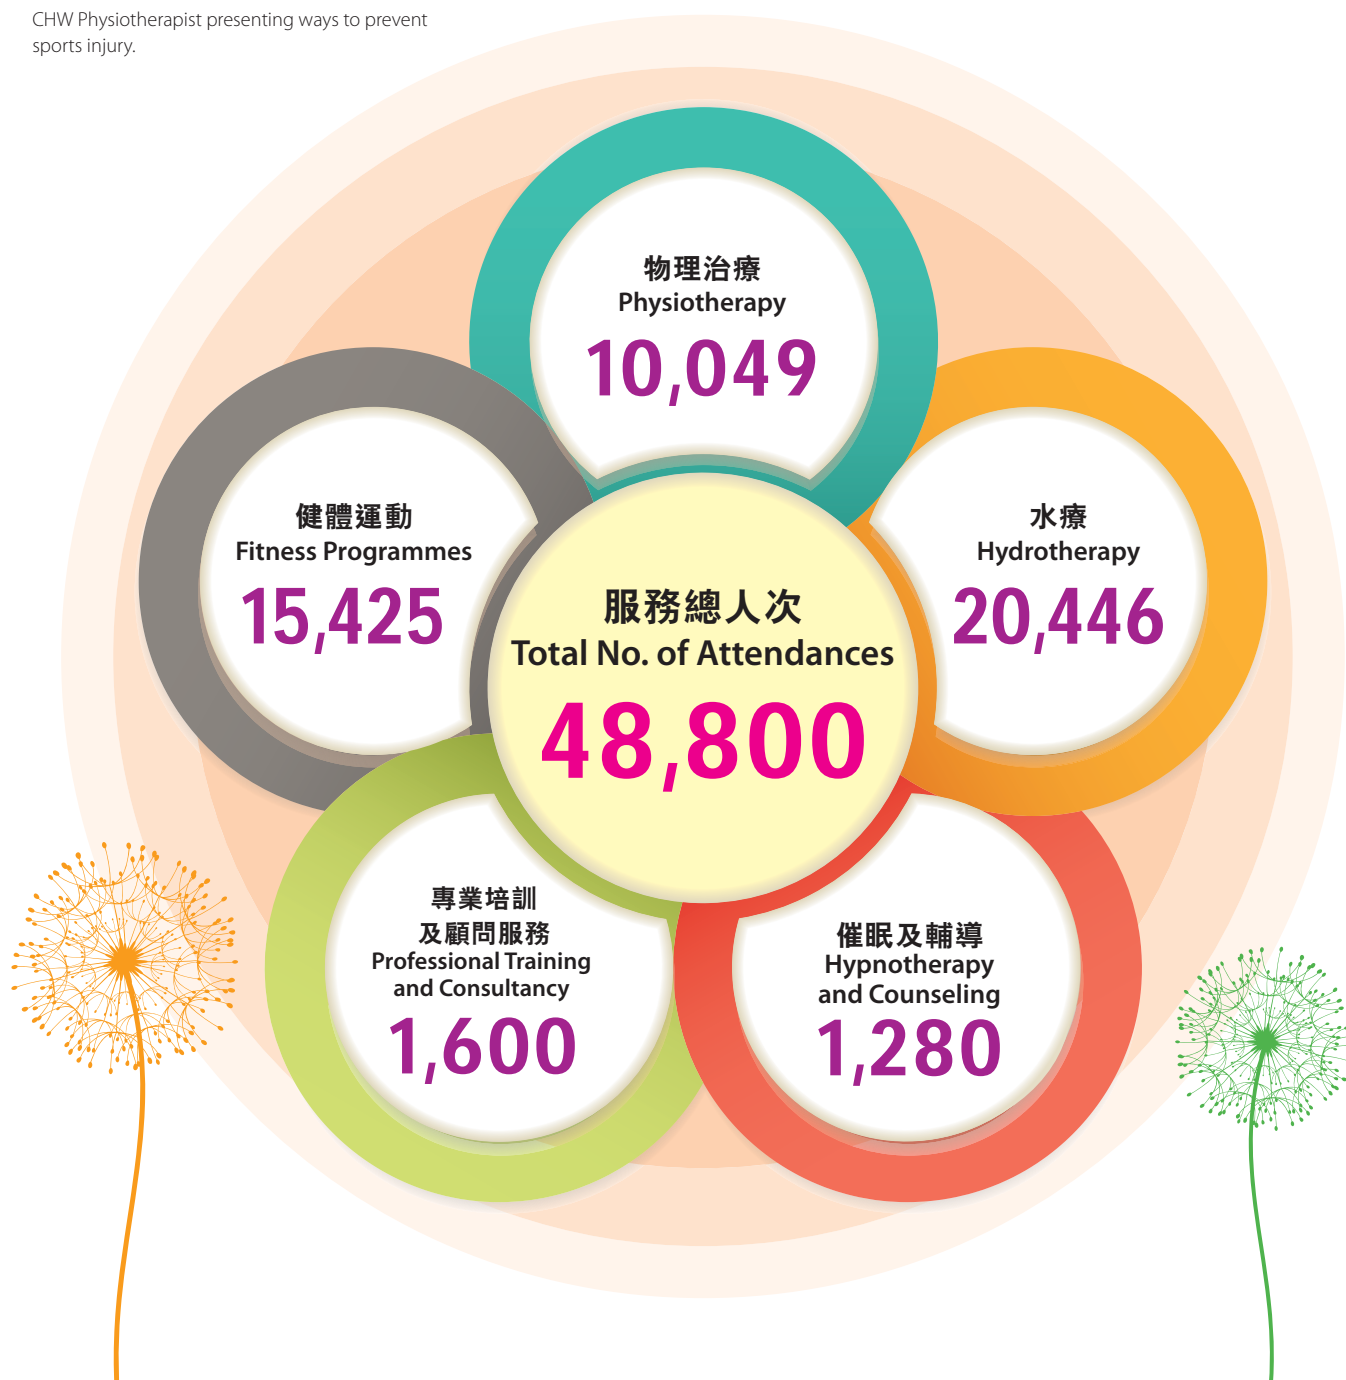 CHW Physiotherapist presenting ways to prevent
sports injury.
物理治療
Physiotherapy
10,049
健體運動
Fitness Programmes
15,425
水療
Hydrotherapy
20,446
服務總人次
Total No. of Attendances
48,800
專業培訓
及顧問服務
Professional Training
and Consultancy
1,600
催眠及輔導
Hypnotherapy
and Counseling
1,280